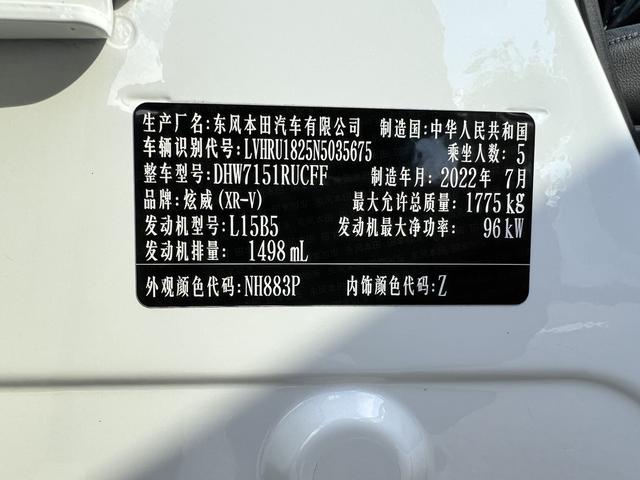 生产厂名:东风本田汽车有限公司 制造国:中华人民共和国
车辆识别代号:LVHRU1825N5035675 乘坐人数: 5
整车型号:DHW7151RUCFF 制造年月:2022年 7月
品牌:炫威(XR-V) 最大允许总质量: 1775kg
发动机型号:L15B5 发动机最大净功率: 96kW
发动机排量: 1498mL
外观颜色代码:NH883P 内饰颜色代码:Z